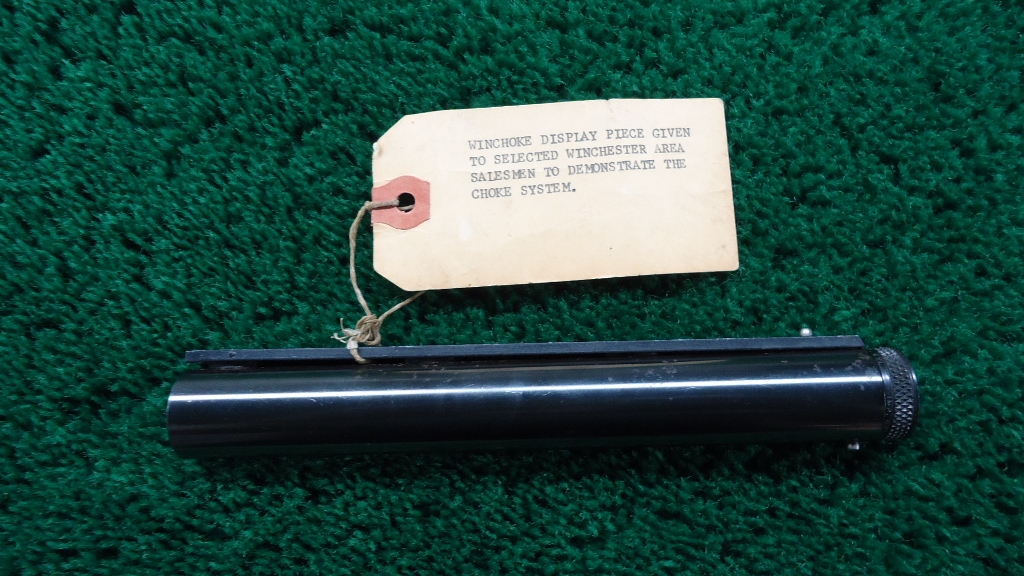 WINCHOKE DISPLAY PIECE GIVEN
TO SELECTED WINCHESTER AREA
SALESMEN TO DEMONSTRATE THE
CHOKE SYSTEM.